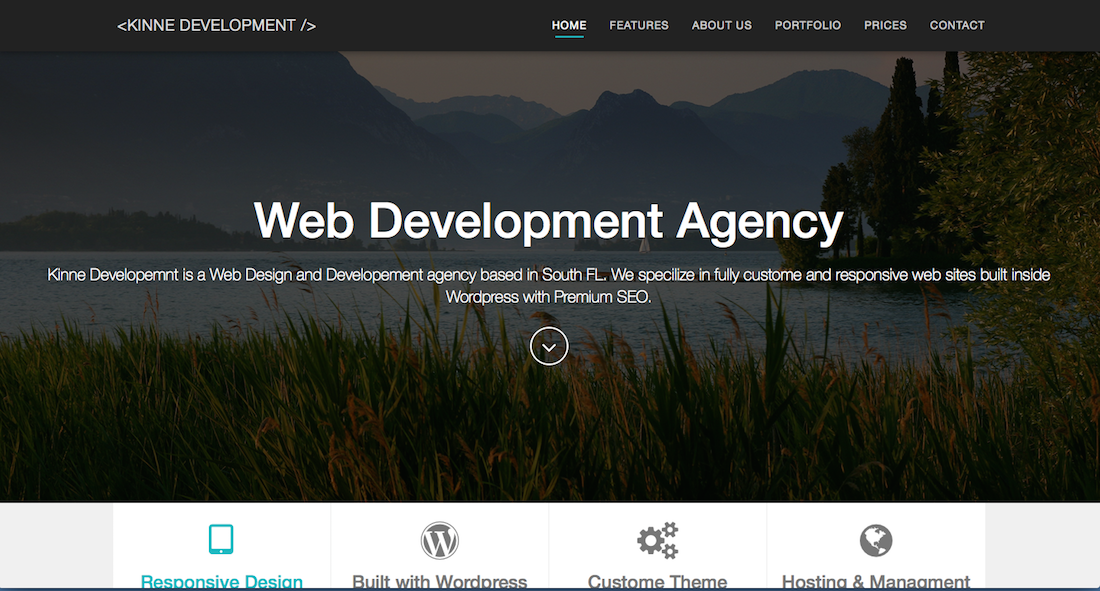 <KINNE DEVELOPMENT />
HOME FEATURES ABOUT US PORTFOLIO PRICES CONTACT
Web Development Agency
Kinne Developemnt is a Web Design and Developement agency based in South FL. We specilize in fully custome and responsive web sites built inside
Wordpress with Premium SEO.
Responsive Design
Built with Wordpress
Custome Theme
Hosting & Managment